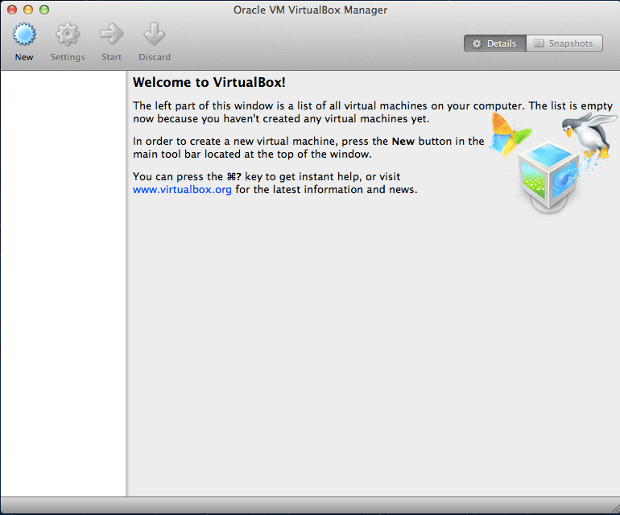 Oracle VM VirtualBox Manager
New Settings Start Discard
Details Snapshots
Welcome to VirtualBox!
The left part of this window is a list of all virtual machines on your computer. The list is empty
now because you haven't created any virtual machines yet.
In order to create a new virtual machine, press the New button in the
main tool bar located at the top of the window.
You can press the ⌘? key to get instant help, or visit
www.virtualbox.org for the latest information and news.